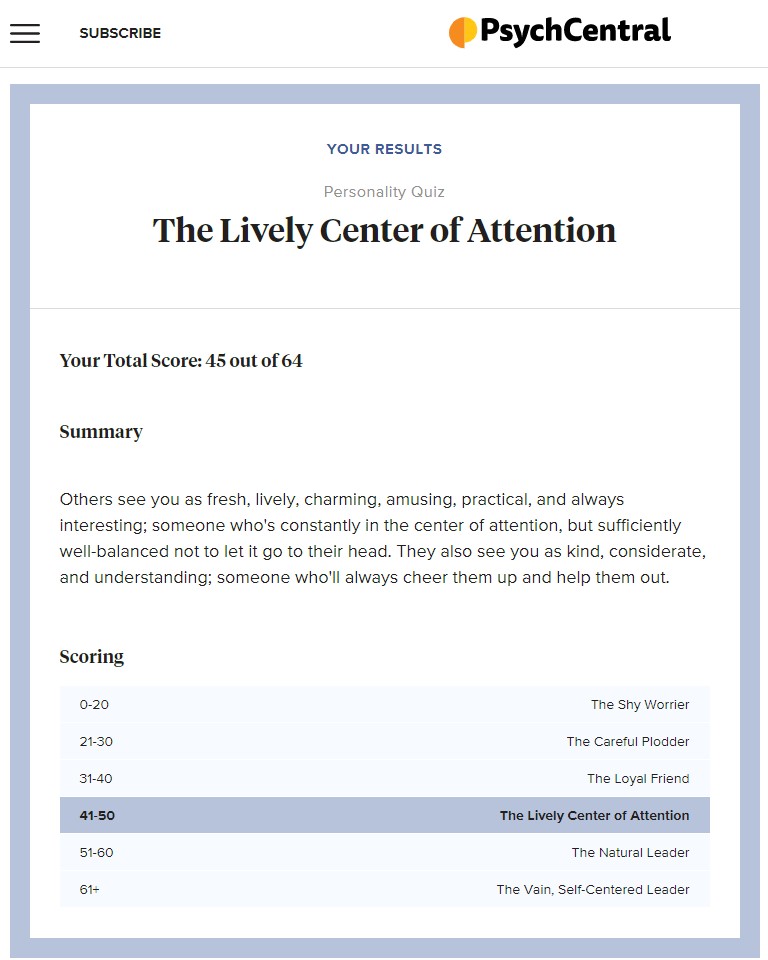 SUBSCRIBE
PsychCentral
YOUR RESULTS
Personality Quiz
The Lively Center of Attention
Your Total Score: 45 out of 64
Summary
Others see you as fresh, lively, charming, amusing, practical, and always
interesting; someone who's constantly in the center of attention, but sufficiently
well-balanced not to let it go to their head. They also see you as kind, considerate,
and understanding; someone who'll always cheer them up and help them out.
Scoring
0-20 The Shy Worrier
21-30 The Careful Plodder
31-40 The Loyal Friend
41-50 The Lively Center of Attention
51-60 The Natural Leader
61+ The Vain, Self-Centered Leader